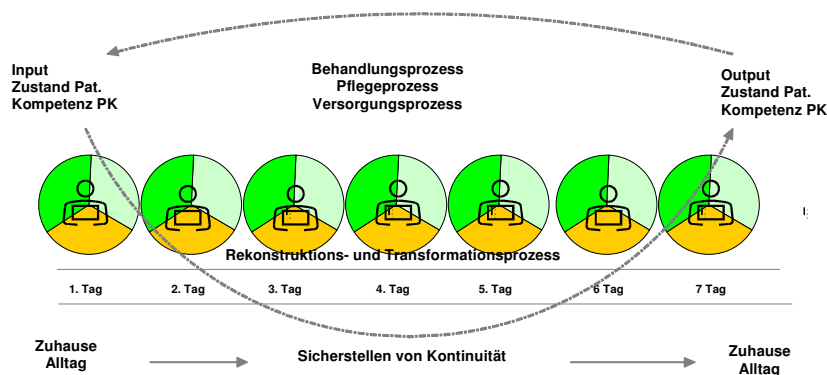 Input
Zustand Pat.
Kompetenz PK
Behandlungsprozess
Pflegeprozess
Versorgungsprozess
Output
Zustand Pat.
Kompetenz PK
Rekonstruktions- und Transformationsprozess
1. Tag
2. Tag
3. Tag
4. Tag
5. Tag
6 Tag
7 Tag
Zuhause
Alltag
Sicherstellen von Kontinuität
Zuhause
Alltag